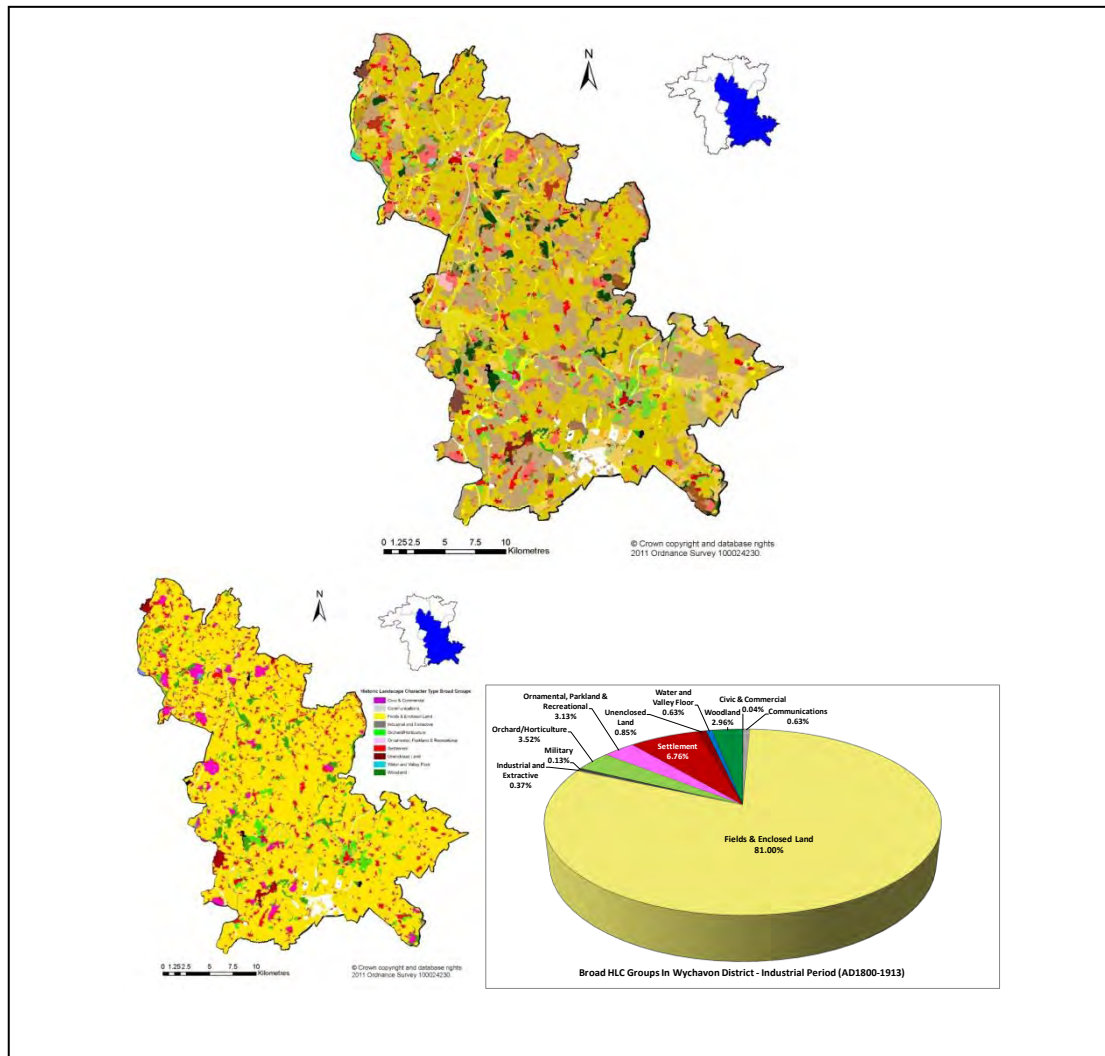 N
0 1.25 2.5 5 7.5 10
Kilometres
© Crown copyright and database rights
2011 Ordnance Survey 100024230.
N
Historic Landscape Character Type Broad Groups
Civic & Commercial
Communications
Fields & Enclosed Land
Industrial and Extractive
Orchard/Horticulture
Ornamental, Parkland & Recreational
Settlement
Unenclosed Land
Water and Valley Floor
Woodland
0 1.25 2.5 5 7.5 10
Kilometres
© Crown copyright and database rights
2011 Ordnance Survey 100024230.
Ornamental, Parkland &
Recreational
3.13%
Orchard/Horticulture
3.52%
Military
0.13%
Industrial and
Extractive
0.37%
Unenclosed
Land
0.85%
Settlement
6.76%
Water and
Valley Floor
0.63%
Woodland
2.96%
Civic & Commercial
0.04%
Communications
0.63%
Fields & Enclosed Land
81.00%
Broad HLC Groups In Wychavon District - Industrial Period (AD1800-1913)